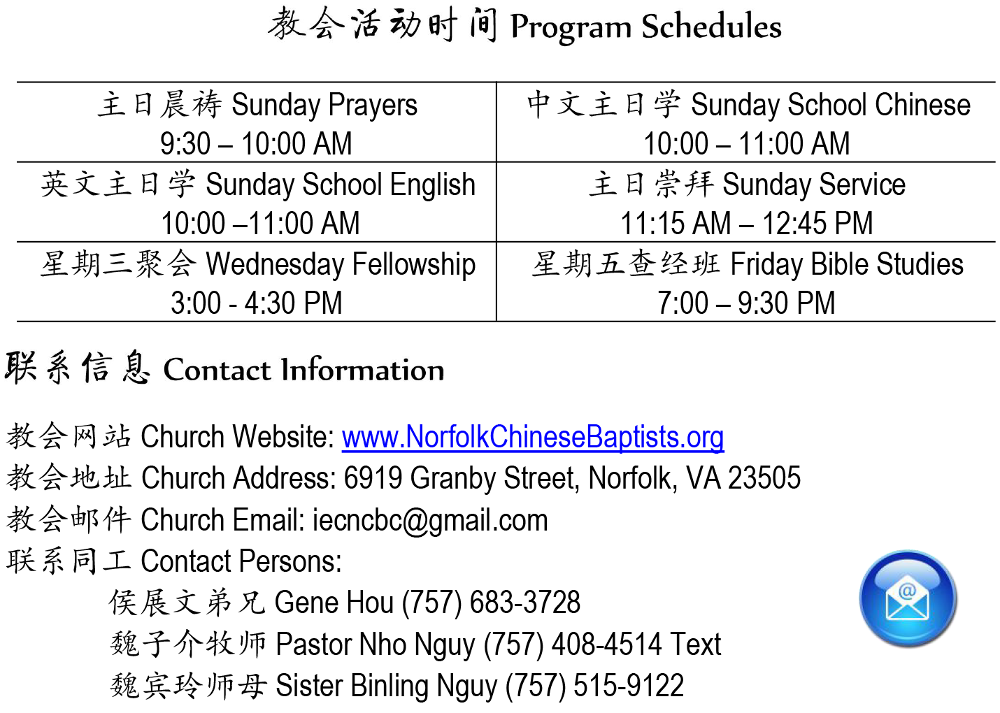 教会活动时间 Program Schedules
主日晨祷 Sunday Prayers
9:30 – 10:00 AM
中文主日学 Sunday School Chinese
10:00 – 11:00 AM
英文主日学 Sunday School English
10:00 –11:00 AM
主日崇拜 Sunday Service
11:15 AM – 12:45 PM
星期三聚会 Wednesday Fellowship
3:00 - 4:30 PM
星期五查经班 Friday Bible Studies
7:00 – 9:30 PM
联系信息 Contact Information
教会网站 Church Website: www.NorfolkChineseBaptists.org
教会地址 Church Address: 6919 Granby Street, Norfolk, VA 23505
教会邮件 Church Email: iecncbc@gmail.com
联系同工 Contact Persons:
侯展文弟兄 Gene Hou (757) 683-3728
魏子介牧师 Pastor Nho Nguy (757) 408-4514 Text
魏宾玲师母 Sister Binling Nguy (757) 515-9122
@